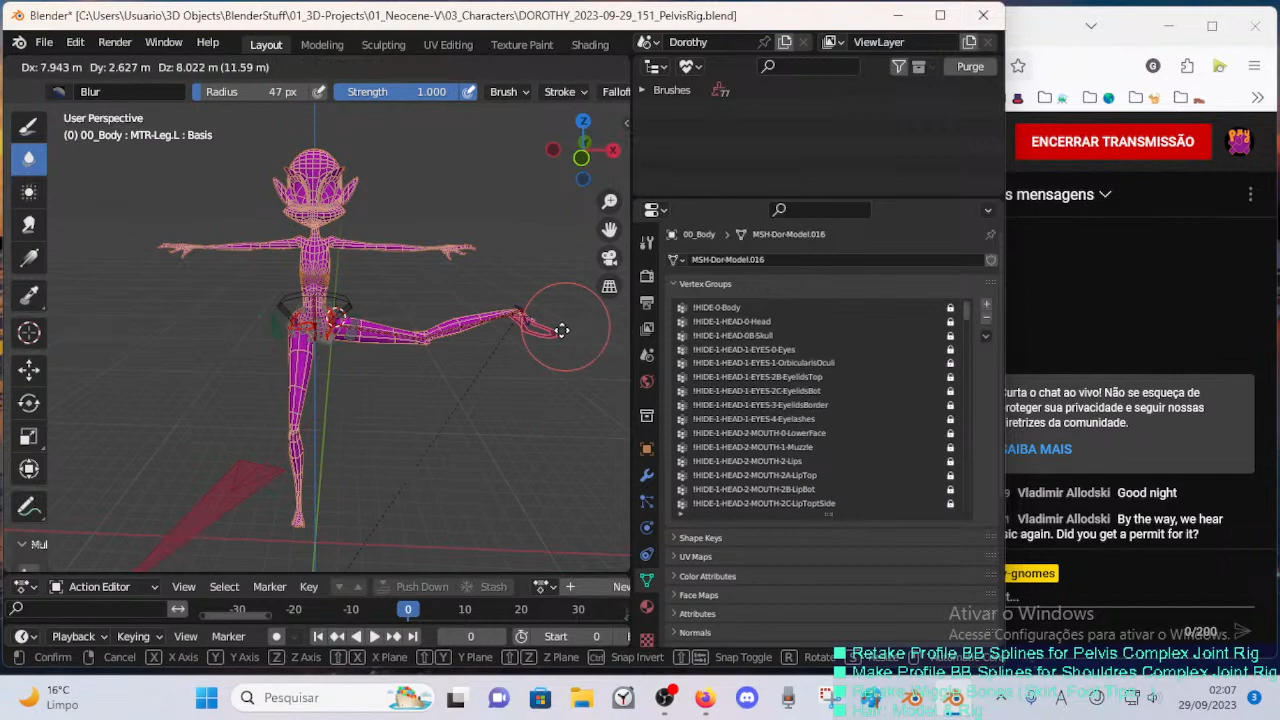 Blender* [C:\Users\Usuario\3D Objects\BlenderStuff\01_3D-Projects\01_Neocene-V\03_Characters\DOROTHY_2023-09-29_151_PelvisRig.blend]
File Edit Render Window Help Layout Modeling Sculpting UV Editing Texture Paint Shading Dorothy ViewLayer
Dx: 7.943 m Dy: 2.627 m Dz: 8.022 m (11.59 m)
Purge
Blur Radius 47 px Strength 1.000 Brush Stroke Fallof
Brushes 77
User Perspective
(0) 00_Body : MTR-Leg.L : Basis
Z
X
ENCERRAR TRANSMISSÃO
s mensagens
00_Body MSH-Dor-Model.016
MSH-Dor-Model.016
Vertex Groups
!HIDE-0-Body
!HIDE-1-HEAD-0-Head
!HIDE-1-HEAD-0B-Skull
!HIDE-1-HEAD-1-EYES-0-Eyes
!HIDE-1-HEAD-1-EYES-1-OrbicularisOculi
!HIDE-1-HEAD-1-EYES-2B-EyelidsTop
!HIDE-1-HEAD-1-EYES-2C-EyelidsBot
!HIDE-1-HEAD-1-EYES-3-EyelidsBorder
!HIDE-1-HEAD-1-EYES-4-Eyelashes
!HIDE-1-HEAD-2-MOUTH-0-LowerFace
!HIDE-1-HEAD-2-MOUTH-1-Muzzle
!HIDE-1-HEAD-2-MOUTH-2-Lips
!HIDE-1-HEAD-2-MOUTH-2A-LipTop
!HIDE-1-HEAD-2-MOUTH-2B-LipBot
!HIDE-1-HEAD-2-MOUTH-2C-LipToptSide
Shape Keys
UV Maps
Color Attributes
Face Maps
Attributes
Normals
Curta o chat ao vivo! Não se esqueça de
proteger sua privacidade e seguir nossas
diretrizes da comunidade.
SAIBA MAIS
9 Vladimir Allodski Good night
Vladimir Allodski By the way, we hear
sic again. Did you get a permit for it?
y-gnomes
t...
Ativar o Windows
Acesse Configurações para ativar o Windows.
0/200
Mul
Action Editor View Select Marker Key Push Down Stash New
-30 -20 -10 0 10 20 30
Playback Keying View Marker 0 Start 0
Confirm Cancel X X Axis Y Y Axis Z Z Axis X X Plane Y Y Plane Z Z Plane Ctrl Snap Invert Snap Toggle R Rotate
Retake Profile BB Splines for Pelvis Complex Joint Rig
Make Profile BB Splines for Shouldres Complex Joint Rig
Hair: Model & Rig
16°C
Limpo
Pesquisar
02:07
29/09/2023
3